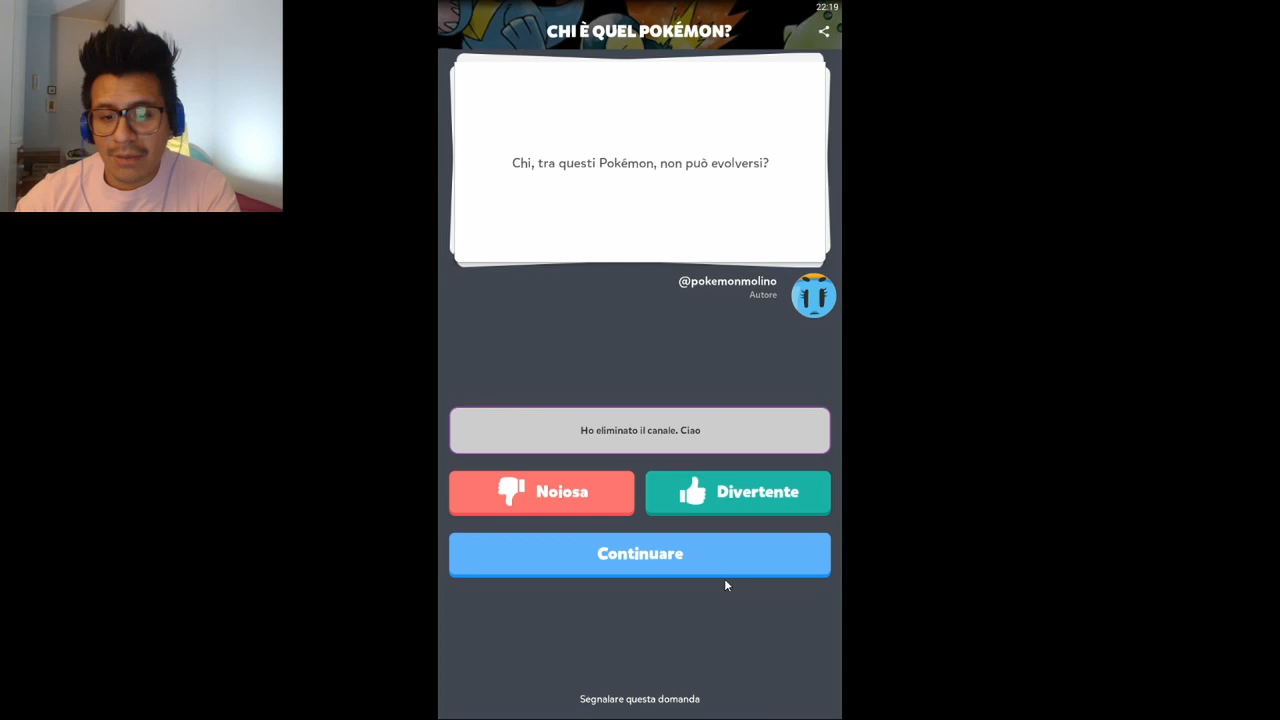 22:19
CHI È QUEL POKÉMON?
Chi, tra questi Pokémon, non può evolversi?
@pokemonmolino
Autore
Ho eliminato il canale. Ciao
Noiosa
Divertente
Continuare
Segnalare questa domanda